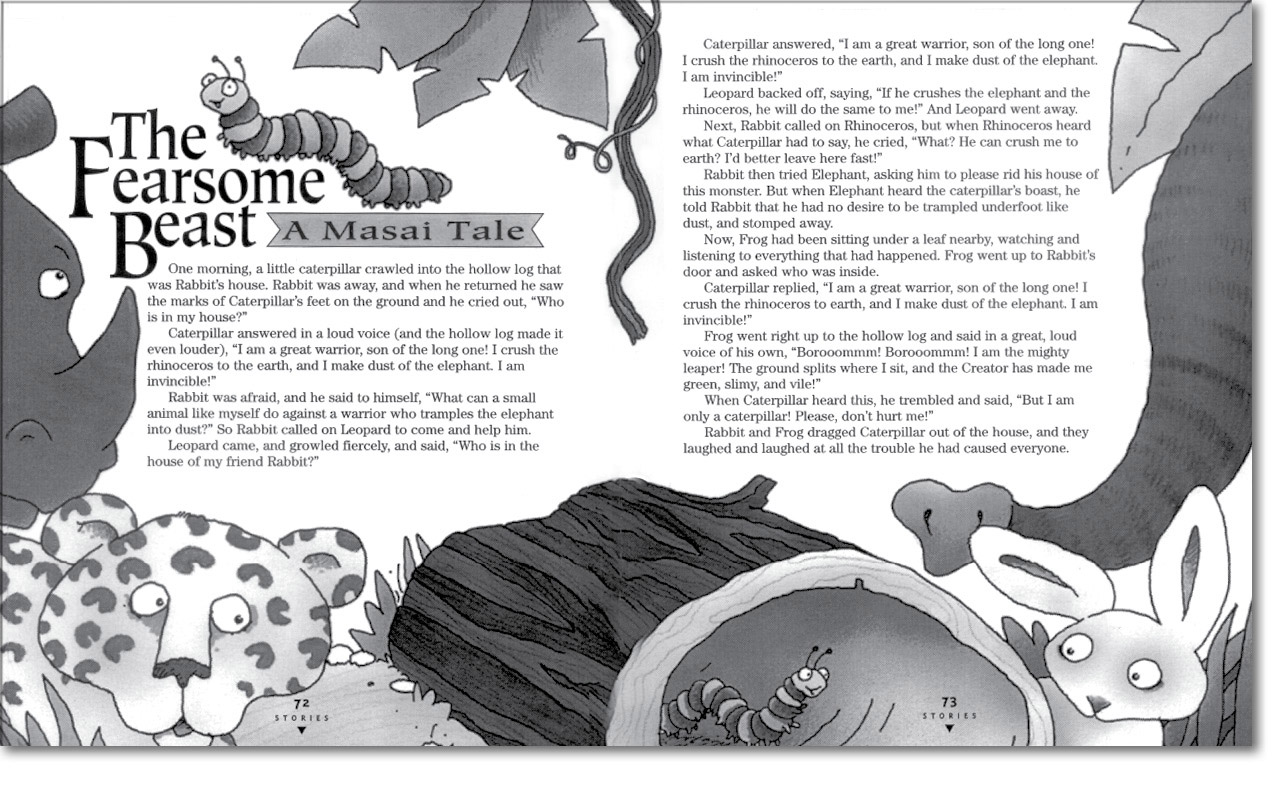 The
Fearsome
Beast
A Masai Tale
One morning, a little caterpillar crawled into the hollow log that
was Rabbit's house. Rabbit was away, and when he returned he saw
the marks of Caterpillar's feet on the ground and he cried out, “Who
is in my house?”
Caterpillar answered in a loud voice (and the hollow log made it
even louder), “I am a great warrior, son of the long one! I crush the
rhinoceros to the earth, and I make dust of the elephant. I am
invincible!”
Rabbit was afraid, and he said to himself, “What can a small
animal like myself do against a warrior who tramples the elephant
into dust?” So Rabbit called on Leopard to come and help him.
Leopard came, and growled fiercely, and said, “Who is in the
house of my friend Rabbit?”
72
STORIES
Caterpillar answered, “I am a great warrior, son of the long one!
I crush the rhinoceros to the earth, and I make dust of the elephant.
I am invincible!”
Leopard backed off, saying, “If he crushes the elephant and the
rhinoceros, he will do the same to me!” And Leopard went away.
Next, Rabbit called on Rhinoceros, but when Rhinoceros heard
what Caterpillar had to say, he cried, “What? He can crush me to
earth? I'd better leave here fast!”
Rabbit then tried Elephant, asking him to please rid his house of
this monster. But when Elephant heard the caterpillar's boast, he
told Rabbit that he had no desire to be trampled underfoot like
dust, and stomped away.
Now, Frog had been sitting under a leaf nearby, watching and
listening to everything that had happened. Frog went up to Rabbit's
door and asked who was inside.
Caterpillar replied, “I am a great warrior, son of the long one! I
crush the rhinoceros to earth, and I make dust of the elephant. I am
invincible!”
Frog went right up to the hollow log and said in a great, loud
voice of his own, “Borooommm! Borooommm! I am the mighty
leaper! The ground splits where I sit, and the Creator has made me
green, slimy, and vile!”
When Caterpillar heard this, he trembled and said, “But I am
only a caterpillar! Please, don't hurt me!”
Rabbit and Frog dragged Caterpillar out of the house, and they
laughed and laughed at all the trouble he had caused everyone.
73
STORIES